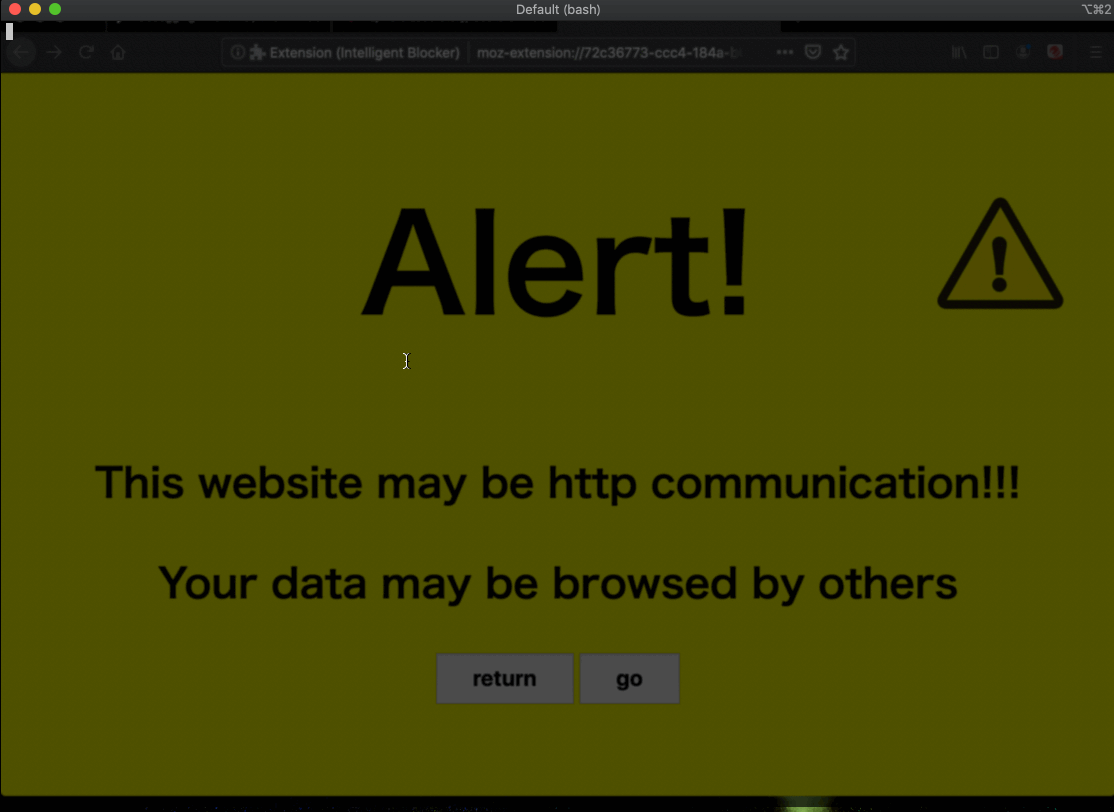 Default (bash)
⌥⌘2
Extension (Intelligent Blocker)
moz-extension://72c36773-ccc4-184a-b
Alert!
This website may be http communication!!!
Your data may be browsed by others
return
go